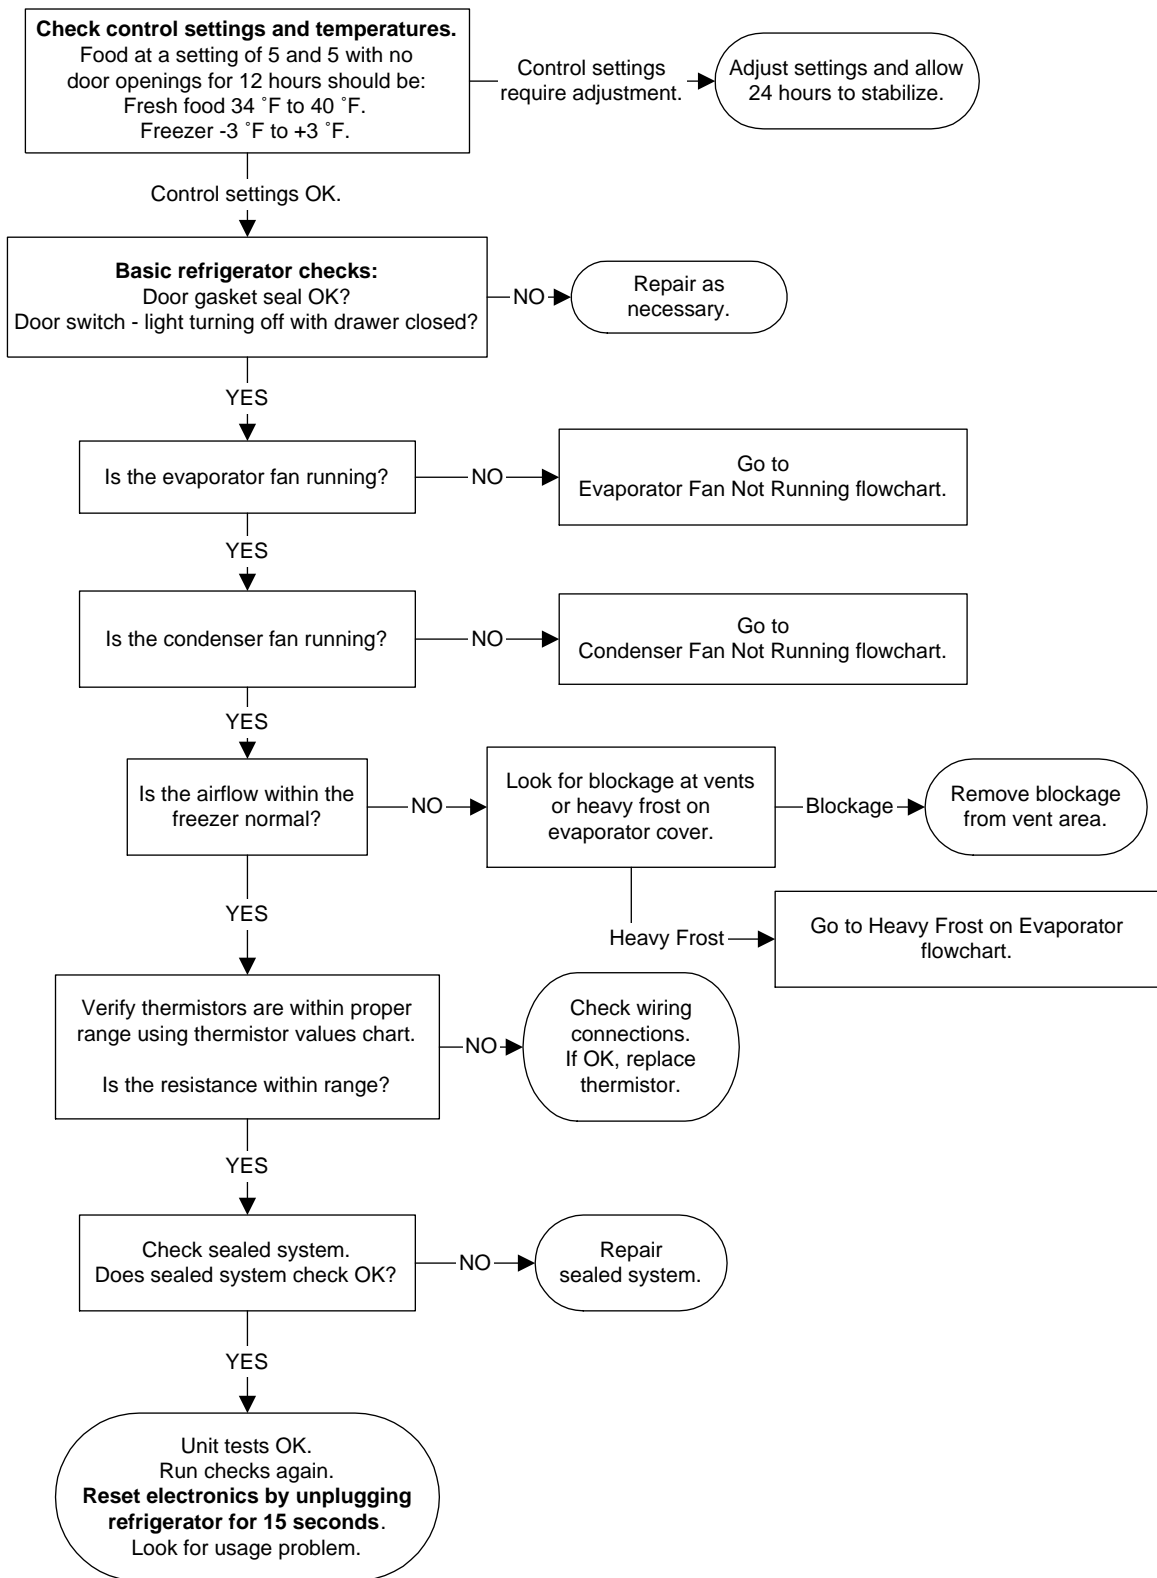 Check control settings and temperatures.
Food at a setting of 5 and 5 with no
door openings for 12 hours should be:
Fresh food 34 ˚F to 40 ˚F.
Freezer -3 ˚F to +3 ˚F.
Control settings
require adjustment.
Adjust settings and allow
24 hours to stabilize.
Control settings OK.
Basic refrigerator checks:
Door gasket seal OK?
Door switch - light turning off with drawer closed?
NO
Repair as
necessary.
YES
Is the evaporator fan running?
NO
Go to
Evaporator Fan Not Running flowchart.
YES
Is the condenser fan running?
NO
Go to
Condenser Fan Not Running flowchart.
YES
Is the airflow within the
freezer normal?
NO
Look for blockage at vents
or heavy frost on
evaporator cover.
Blockage
Remove blockage
from vent area.
YES
Heavy Frost
Go to Heavy Frost on Evaporator
flowchart.
Verify thermistors are within proper
range using thermistor values chart.
Is the resistance within range?
NO
Check wiring
connections.
If OK, replace
thermistor.
YES
Check sealed system.
Does sealed system check OK?
NO
Repair
sealed system.
YES
Unit tests OK.
Run checks again.
Reset electronics by unplugging
refrigerator for 15 seconds.
Look for usage problem.